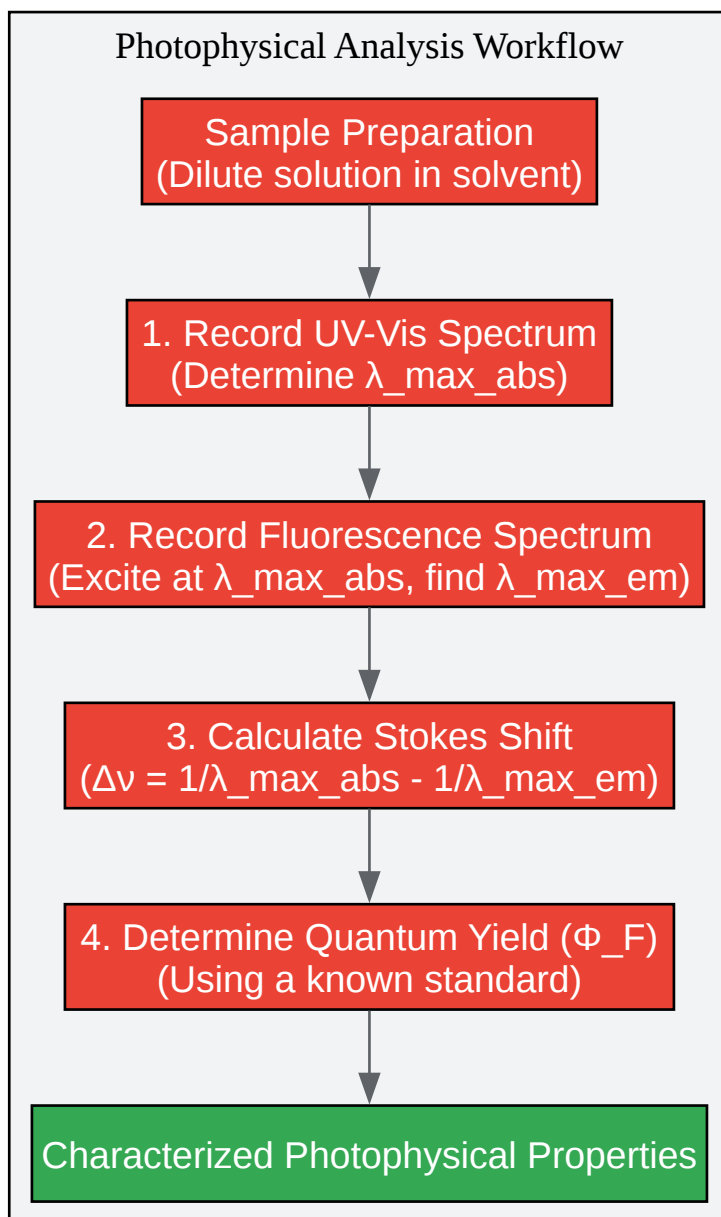 Photophysical Analysis Workflow
Sample Preparation
(Dilute solution in solvent)
1. Record UV-Vis Spectrum
(Determine λ_max_abs)
2. Record Fluorescence Spectrum
(Excite at λ_max_abs, find λ_max_em)
3. Calculate Stokes Shift
(Δν = 1/λ_max_abs - 1/λ_max_em)
4. Determine Quantum Yield (Φ_F)
(Using a known standard)
Characterized Photophysical Properties